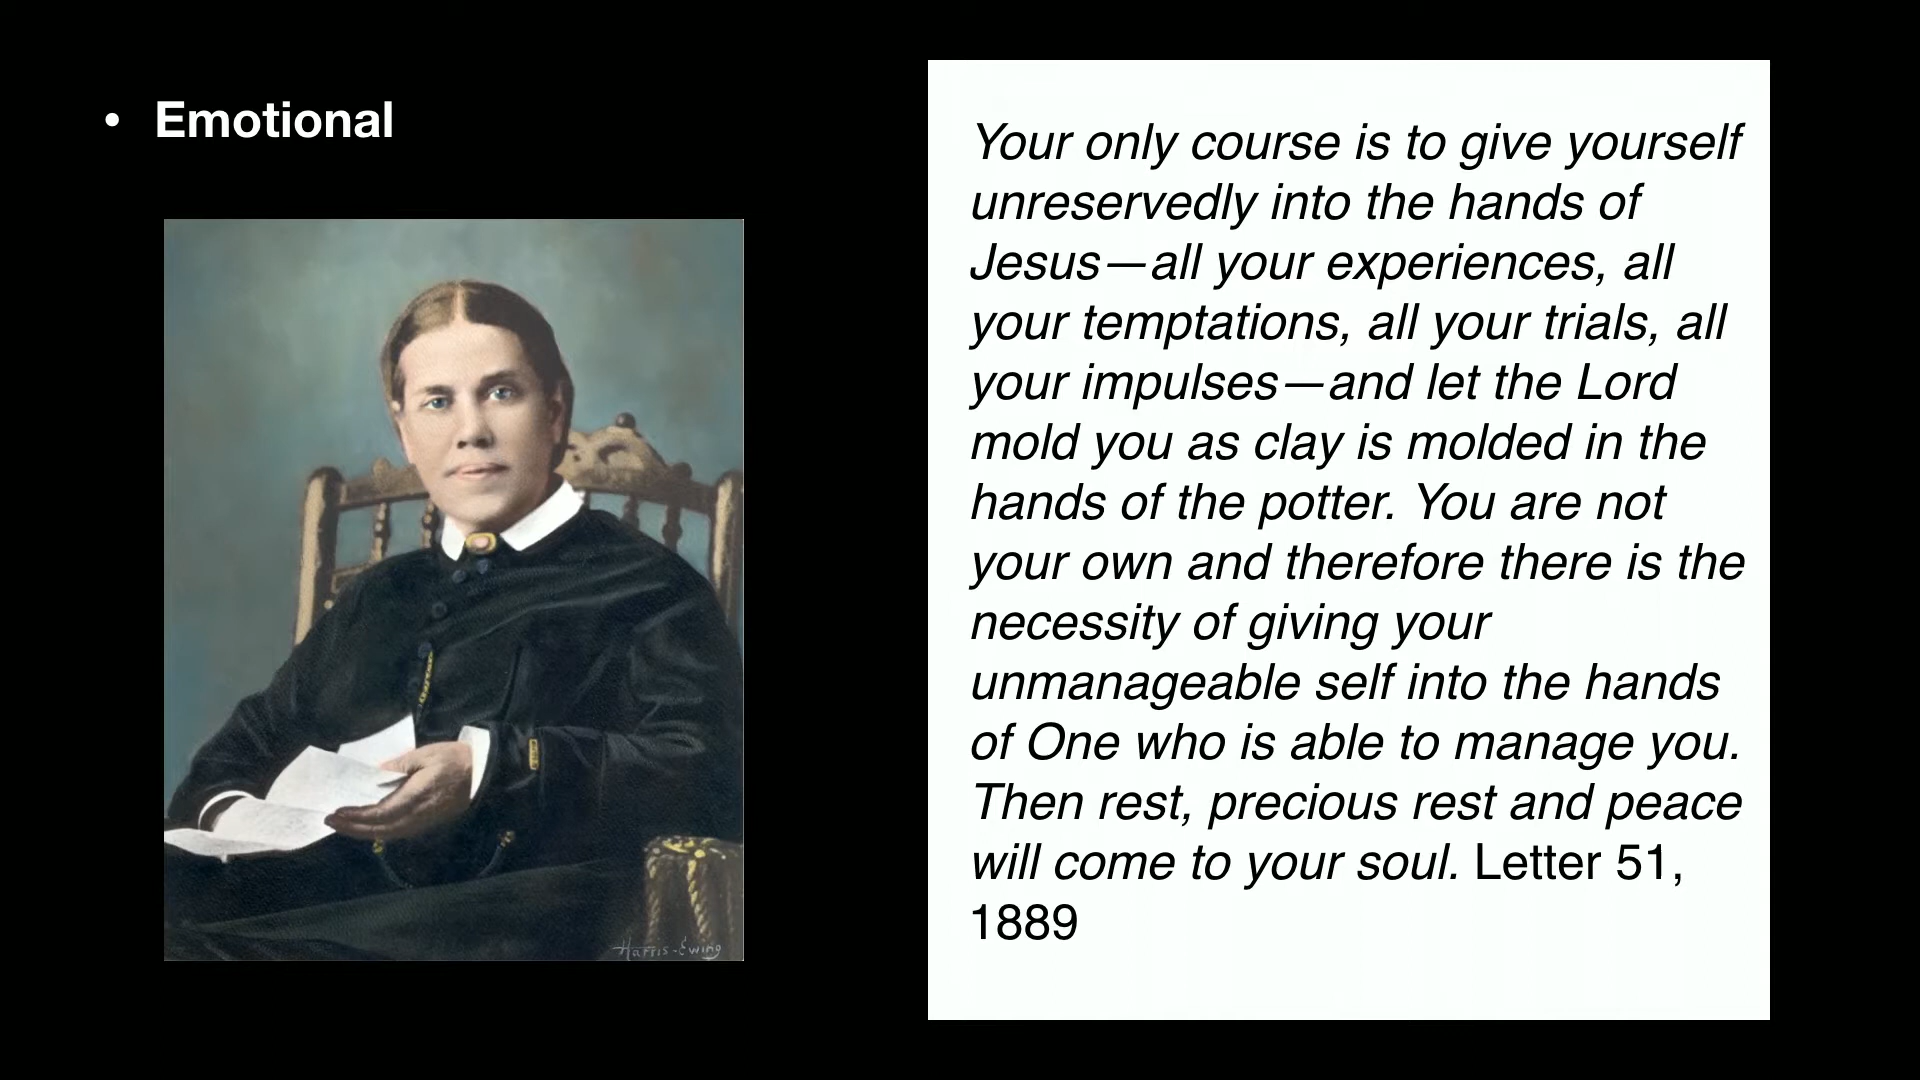 • Emotional
Your only course is to give yourself
unreservedly into the hands of
Jesus—all your experiences, all
your temptations, all your trials, all
your impulses—and let the Lord
mold you as clay is molded in the
hands of the potter. You are not
your own and therefore there is the
necessity of giving your
unmanageable self into the hands
of One who is able to manage you.
Then rest, precious rest and peace
will come to your soul. Letter 51,
1889
Harris-Ewing